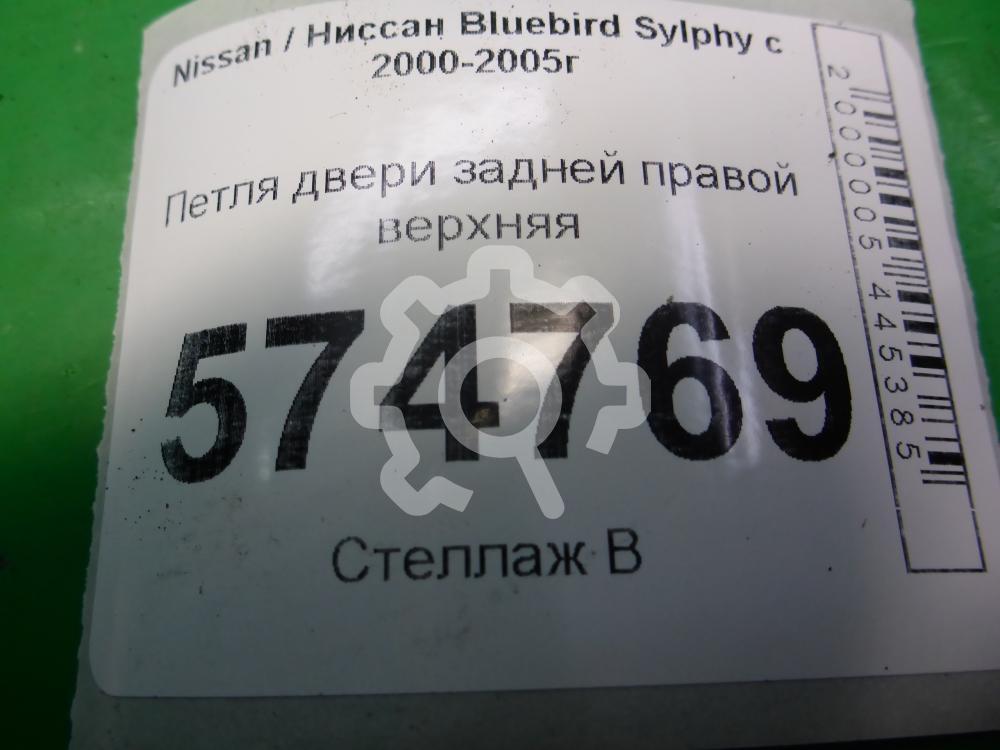 Nissan / Ниссан Bluebird Sylphy с
2000-2005г
Петля двери задней правой
верхняя
574769
Стеллаж В
2000005445385